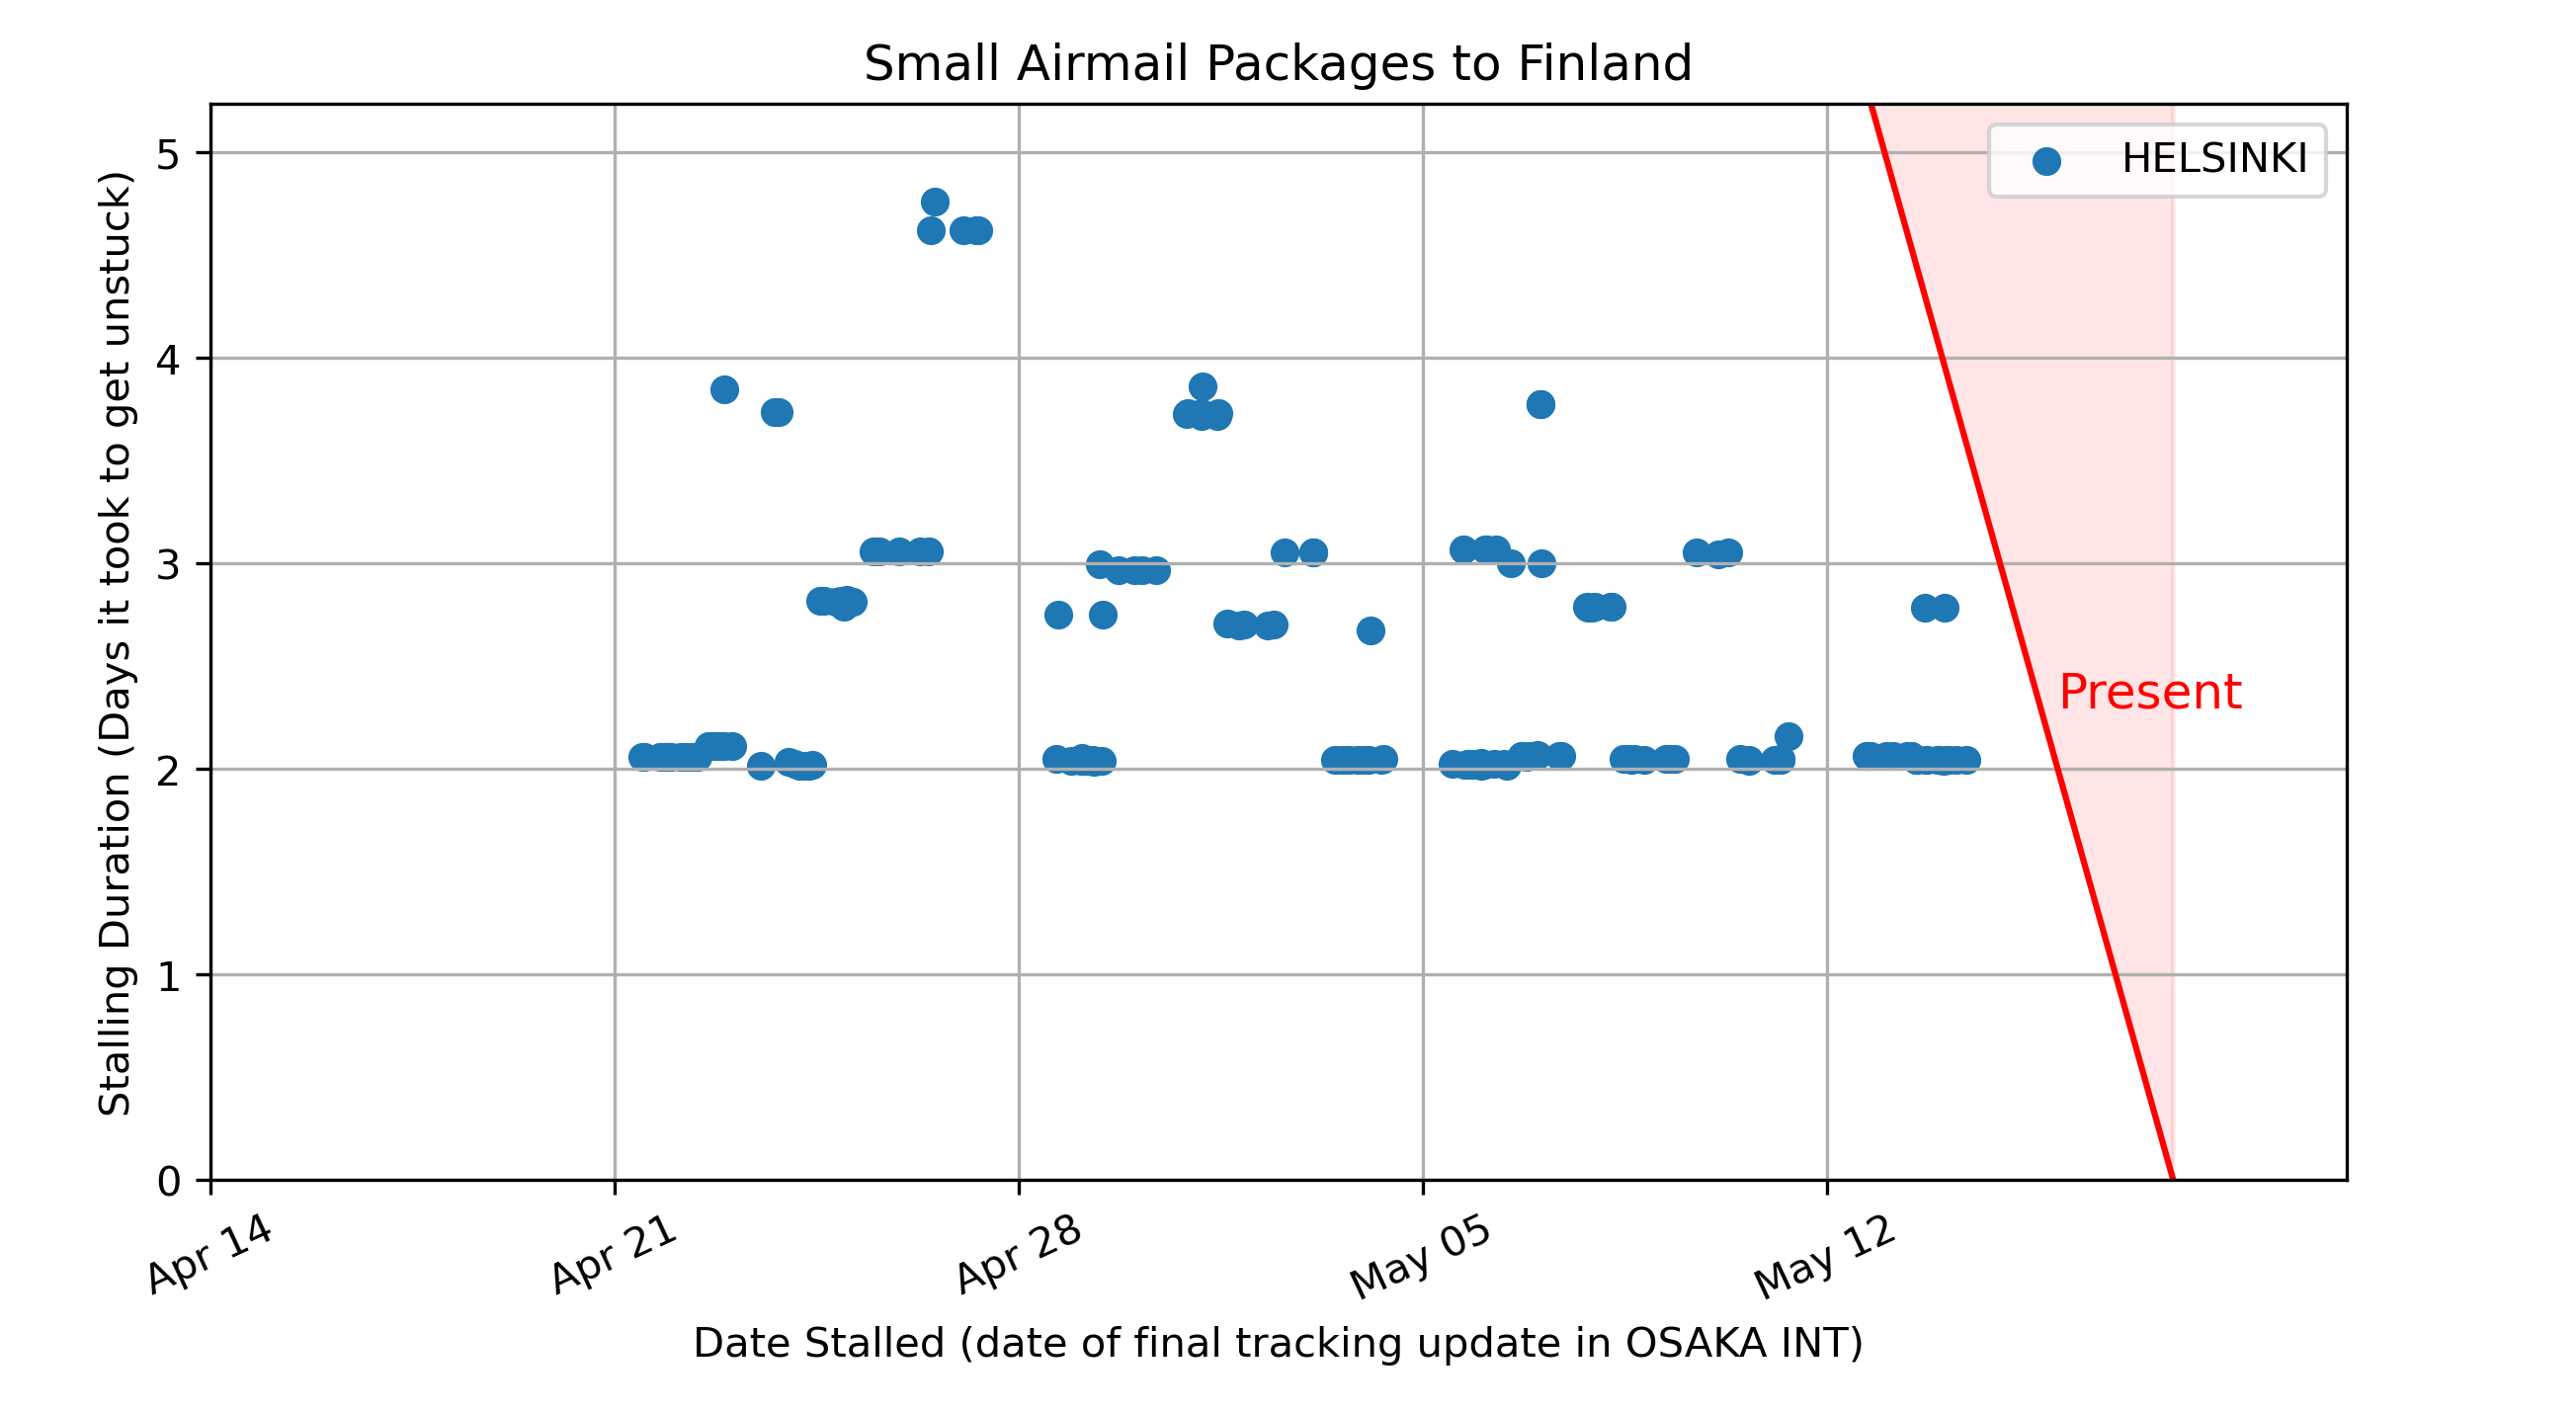 Small Airmail Packages to Finland
HELSINKI
Present
Stalling Duration (Days it took to get unstuck)
5
4
3
2
1
0
Apr 14
Apr 21
Apr 28
May 05
May 12
Date Stalled (date of final tracking update in OSAKA INT)